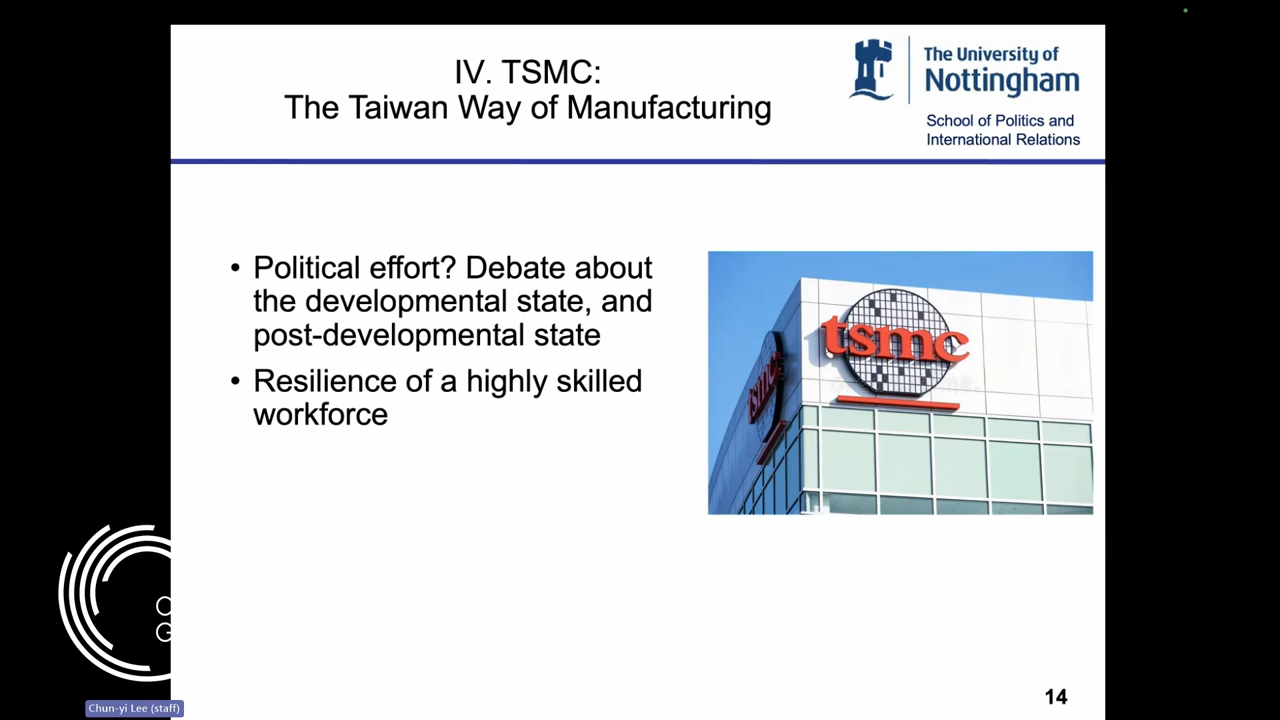 IV. TSMC:
The Taiwan Way of Manufacturing
The University of
Nottingham
School of Politics and
International Relations
• Political effort? Debate about
the developmental state, and
post-developmental state
• Resilience of a highly skilled
workforce
tsmc
tsmc
14
Chun-yi Lee (staff)